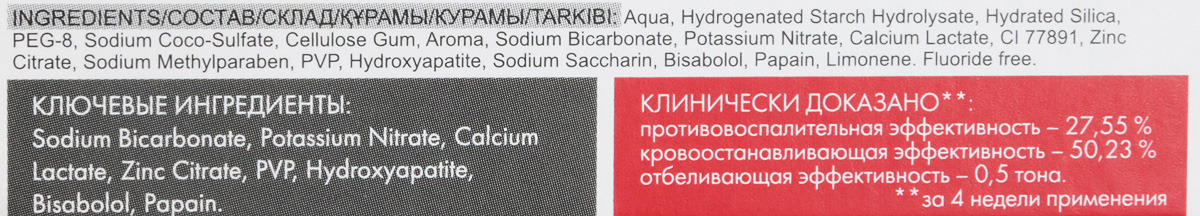 INGREDIENTS/СОСТАВ/СКЛАД/ҚҰРАМЫ/КУРАМЫ/TARKIBI: Aqua, Hydrogenated Starch Hydrolysate, Hydrated Silica,
PEG-8, Sodium Coco-Sulfate, Cellulose Gum, Aroma, Sodium Bicarbonate, Potassium Nitrate, Calcium Lactate, CI 77891, Zinc
Citrate, Sodium Methylparaben, PVP, Hydroxyapatite, Sodium Saccharin, Bisabolol, Papain, Limonene. Fluoride free.
КЛЮЧЕВЫЕ ИНГРЕДИЕНТЫ:
Sodium Bicarbonate, Potassium Nitrate, Calcium
Lactate, Zinc Citrate, PVP, Hydroxyapatite,
Bisabolol, Papain.
КЛИНИЧЕСКИ ДОКАЗАНО**:
противовоспалительная эффективность – 27,55 %
кровоостанавливающая эффективность – 50,23 %
отбеливающая эффективность – 0,5 тона.
**за 4 недели применения